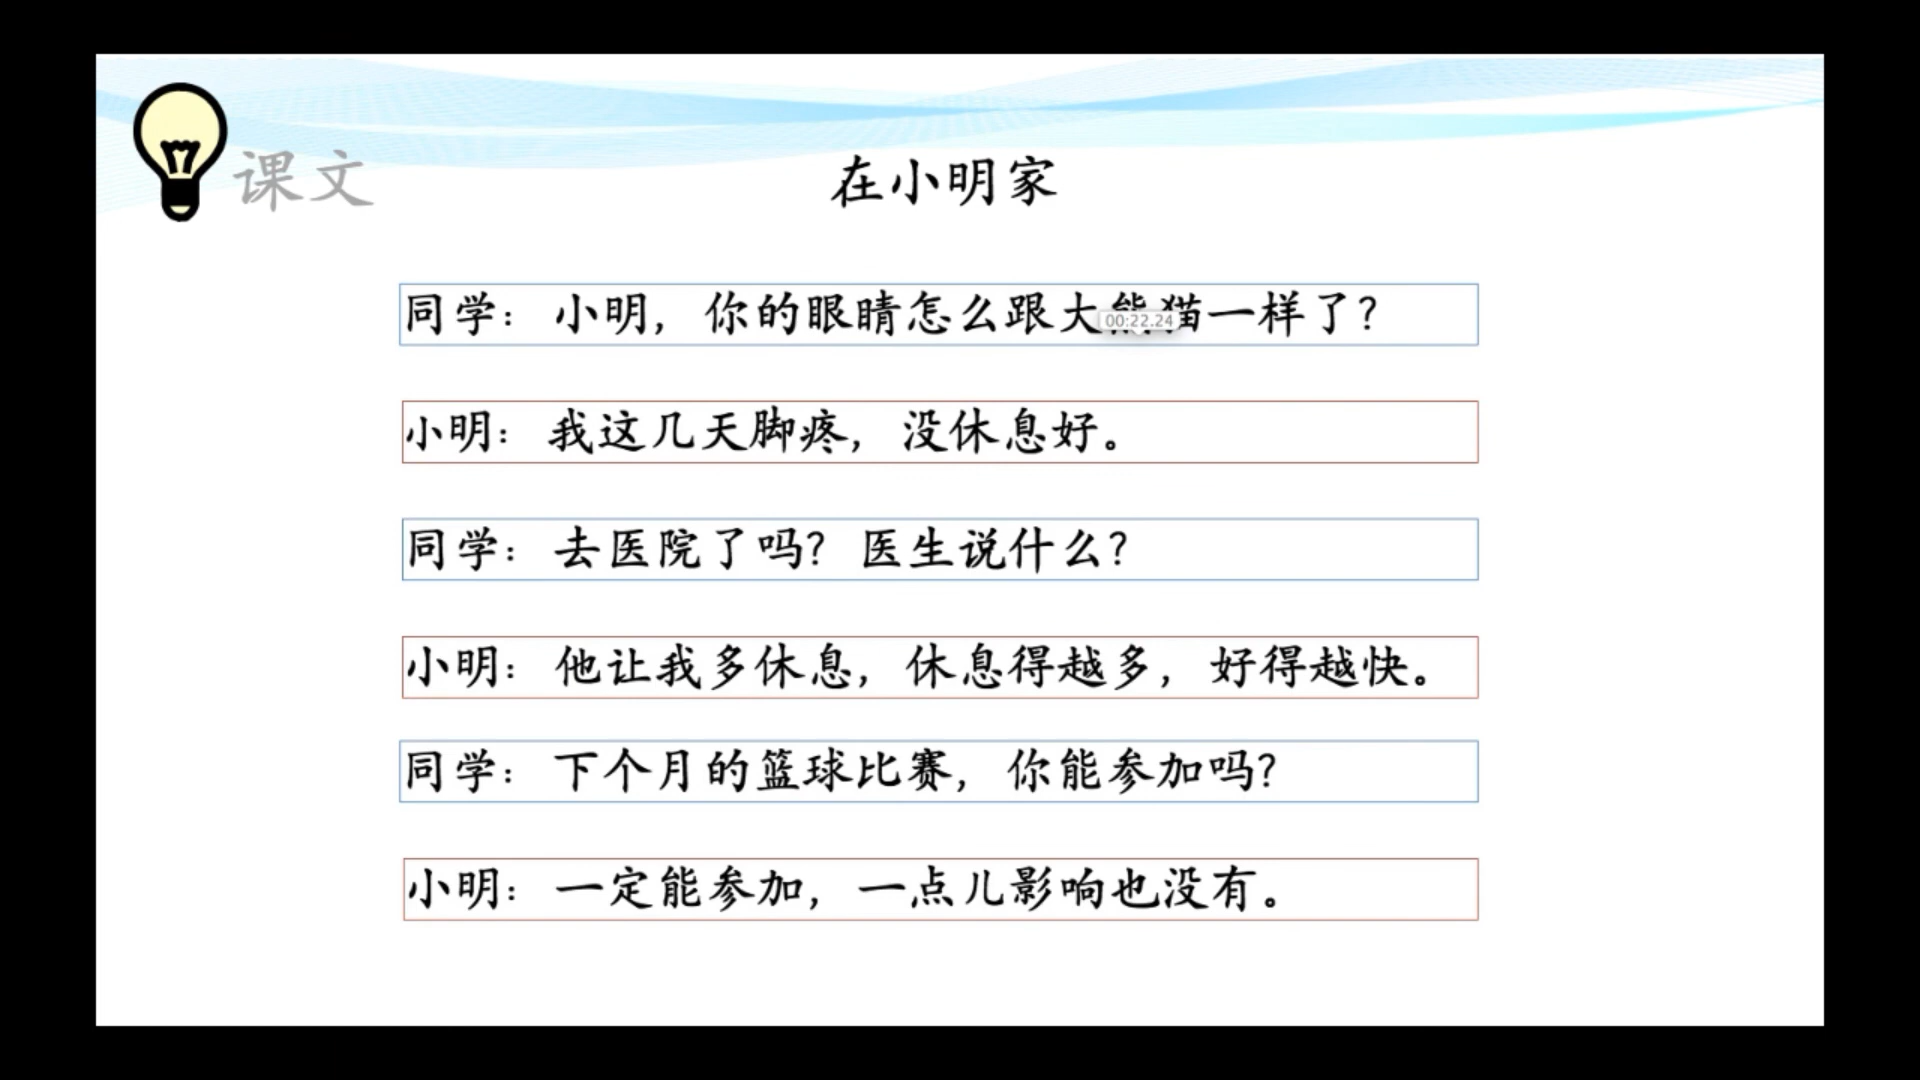 课文
在小明家
同学：小明，你的眼睛怎么跟大熊猫一样了？
00:22.24
小明：我这几天脚疼，没休息好。
同学：去医院了吗？医生说什么？
小明：他让我多休息，休息得越多，好得越快。
同学：下个月的篮球比赛，你能参加吗？
小明：一定能参加，一点儿影响也没有。